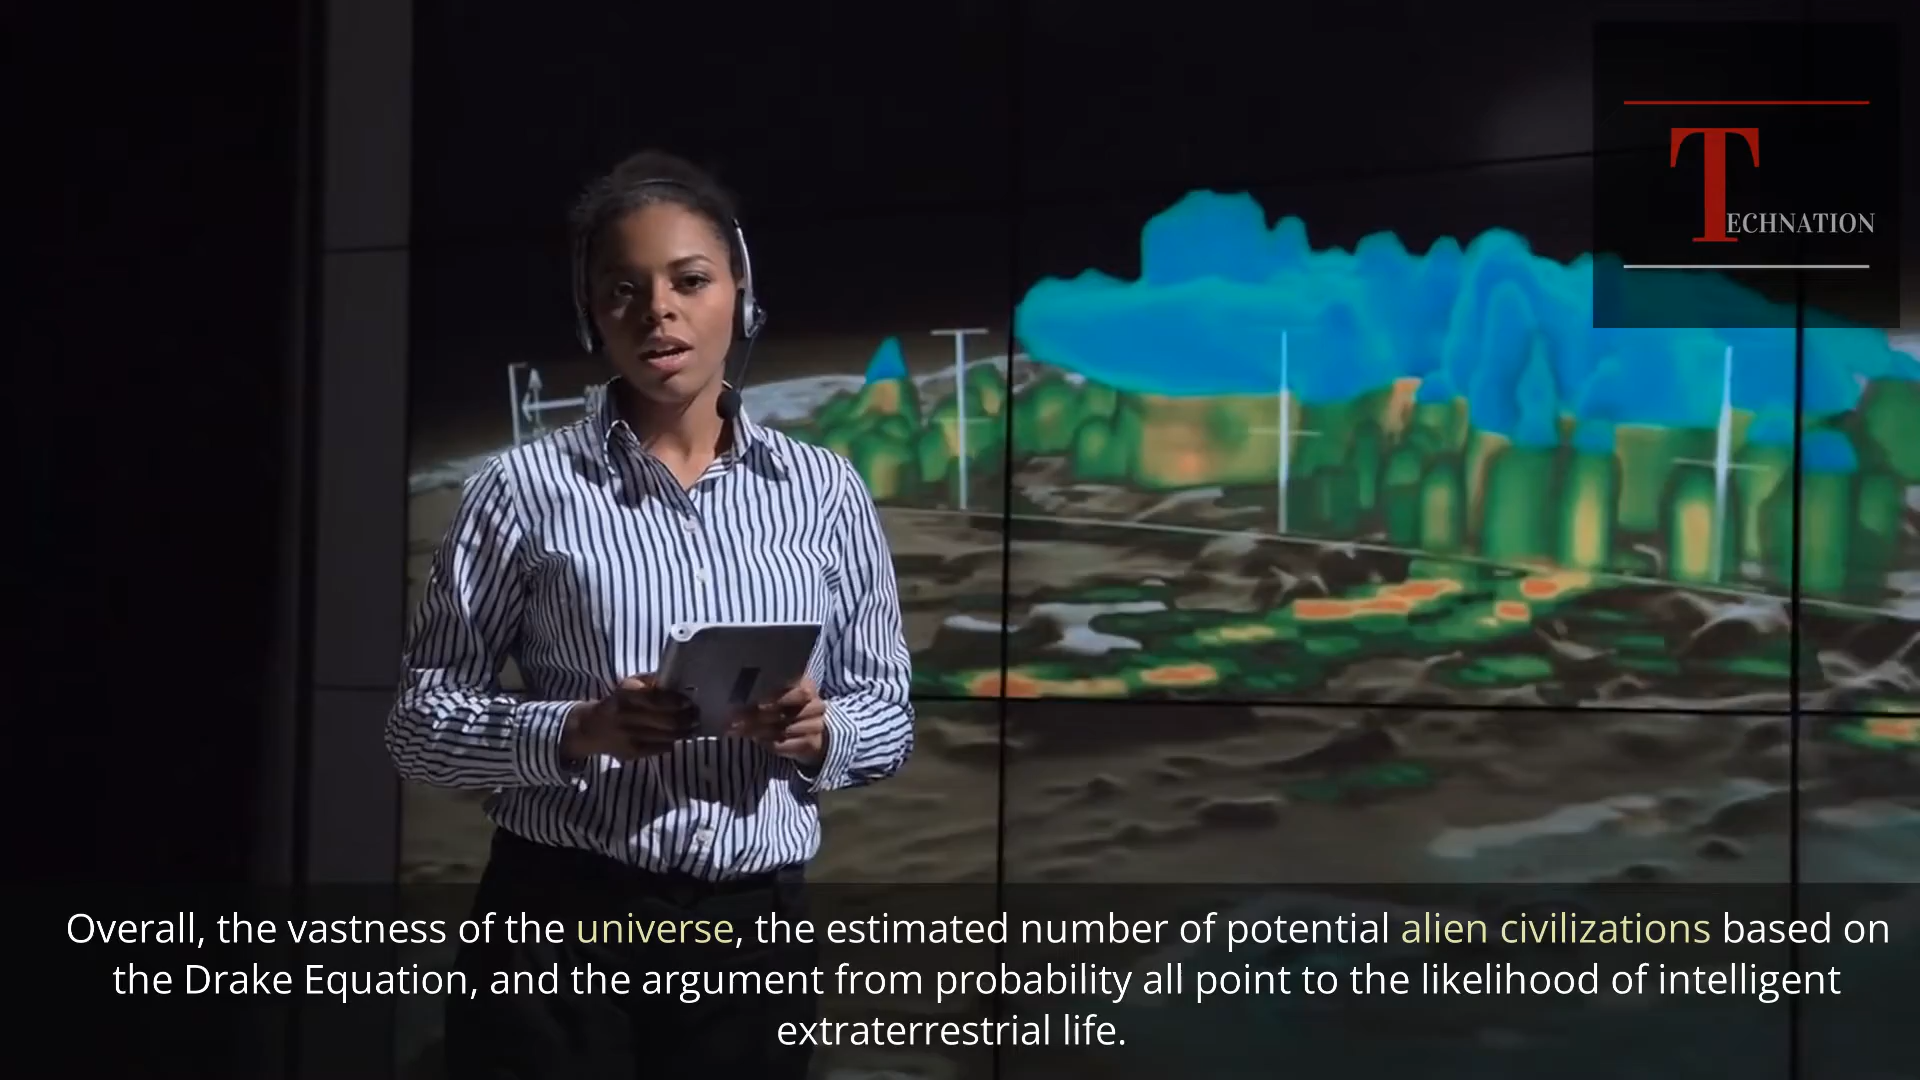 TECHNATION
Overall, the vastness of the universe, the estimated number of potential alien civilizations based on
the Drake Equation, and the argument from probability all point to the likelihood of intelligent
extraterrestrial life.